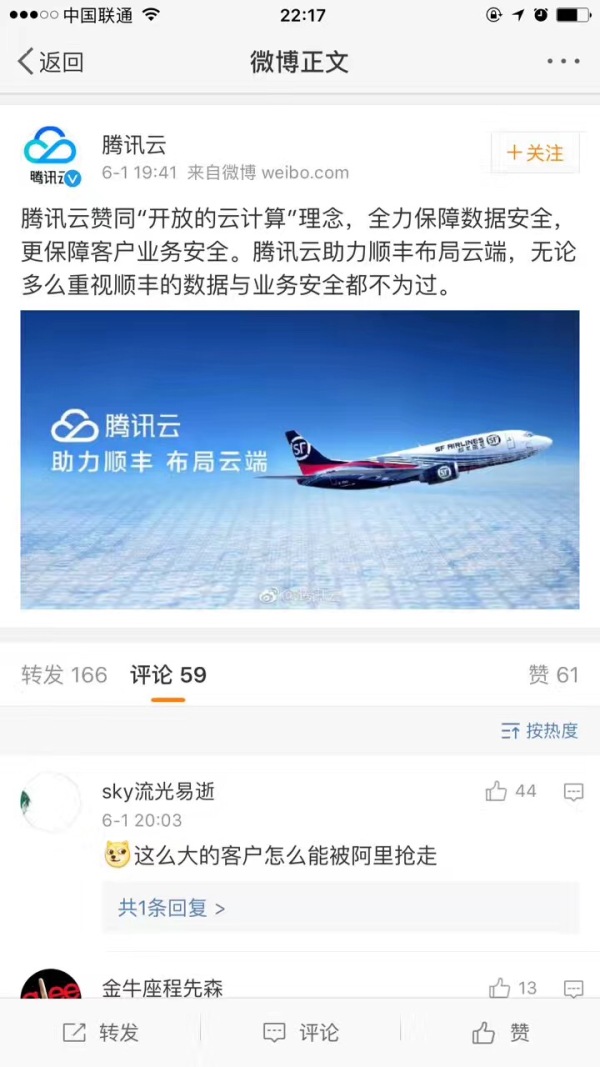 中国联通
22:17
返回
微博正文
腾讯云
+关注
6-1 19:41 来自微博 weibo.com
腾讯云赞同“开放的云计算”理念，全力保障数据安全，
更保障客户业务安全。腾讯云助力顺丰布局云端，无论
多么重视顺丰的数据与业务安全都不为过。
腾讯云
助力顺丰 布局云端
SF
SF AIRLINES SF
转发 166
评论 59
赞 61
按热度
sky流光易逝
44
6-1 20:03
这么大的客户怎么能被阿里抢走
共1条回复 >
金牛座程先森
13
转发
评论
赞